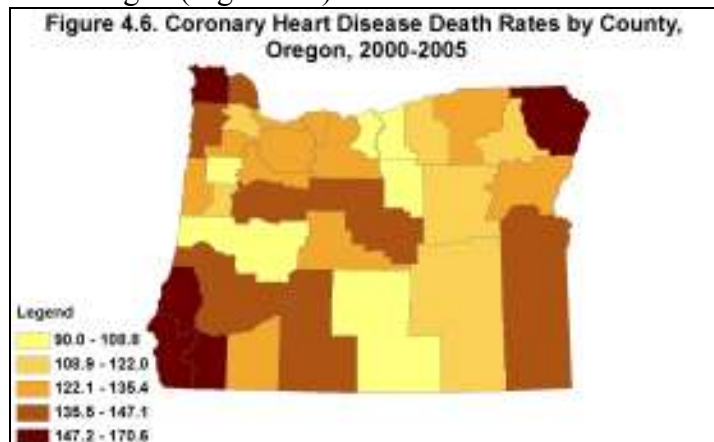 Figure 4.6. Coronary Heart Disease Death Rates by County,
Oregon, 2000-2005
Legend
90.0 - 108.8
108.9 - 122.0
122.1 - 135.4
135.5 - 147.1
147.2 - 170.6